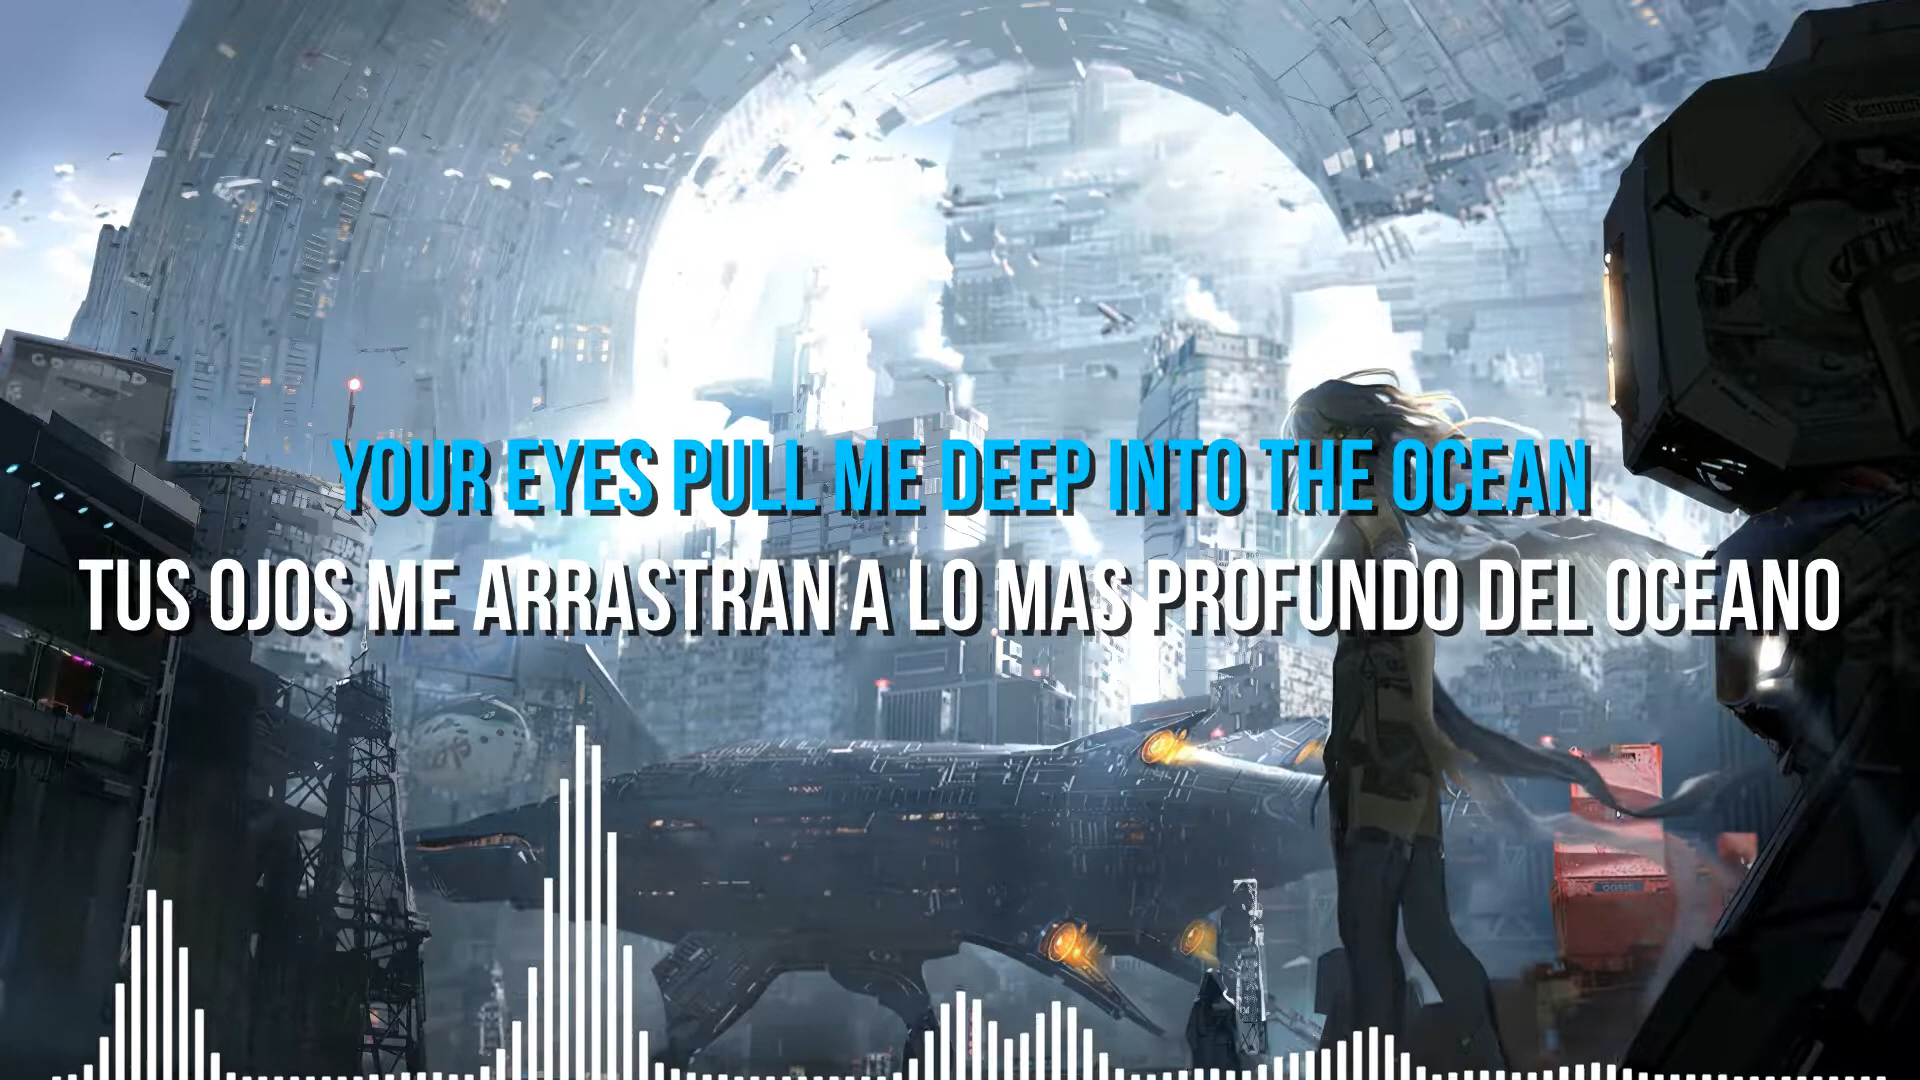 YOUR EYES PULL ME DEEP INTO THE OCEAN
TUS OJOS ME ARRASTRAN A LO MAS PROFUNDO DEL OCEANO